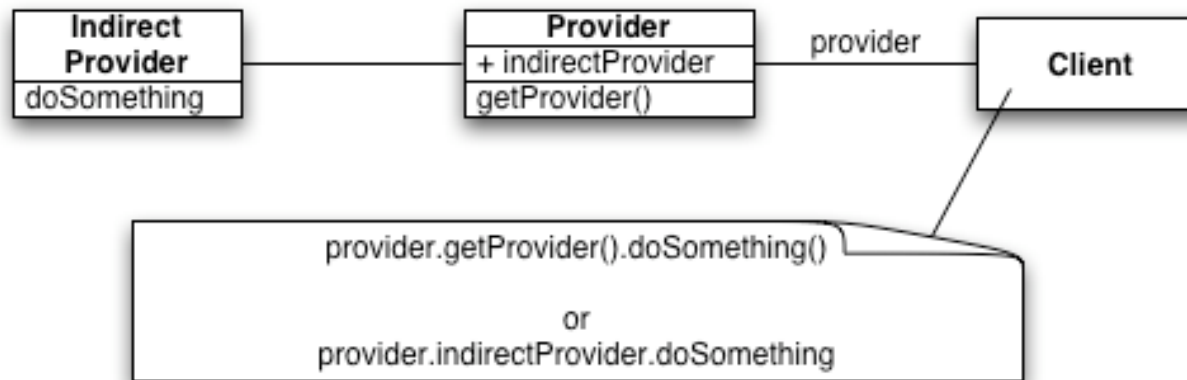 Indirect
Provider
doSomething
Provider
+ indirectProvider
getProvider()
provider
Client
provider.getProvider().doSomething()
or
provider.indirectProvider.doSomething